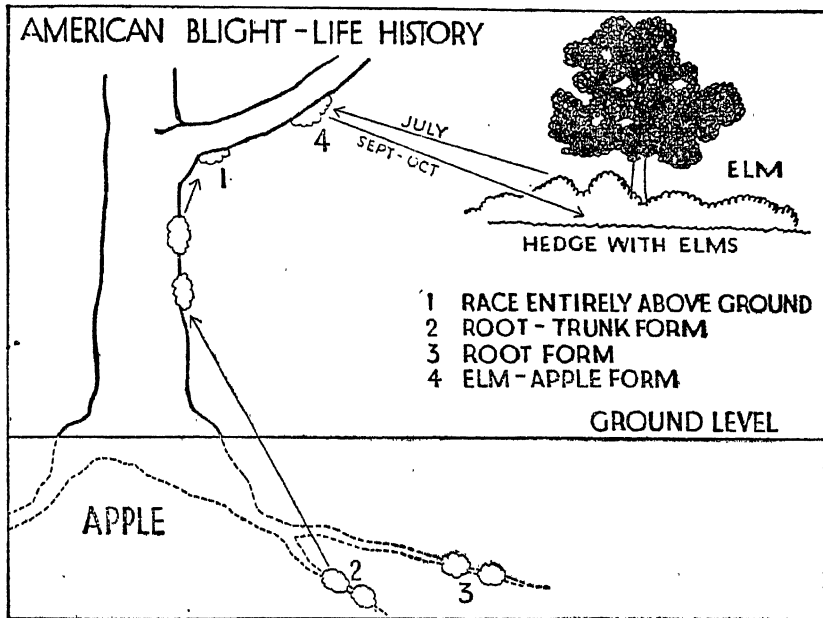 AMERICAN BLIGHT - LIFE HISTORY
JULY
SEPT-OCT
4
1
ELM
HEDGE WITH ELMS
1 RACE ENTIRELY ABOVE GROUND
2 ROOT - TRUNK FORM
3 ROOT FORM
4 ELM - APPLE FORM
GROUND LEVEL
APPLE
2
3